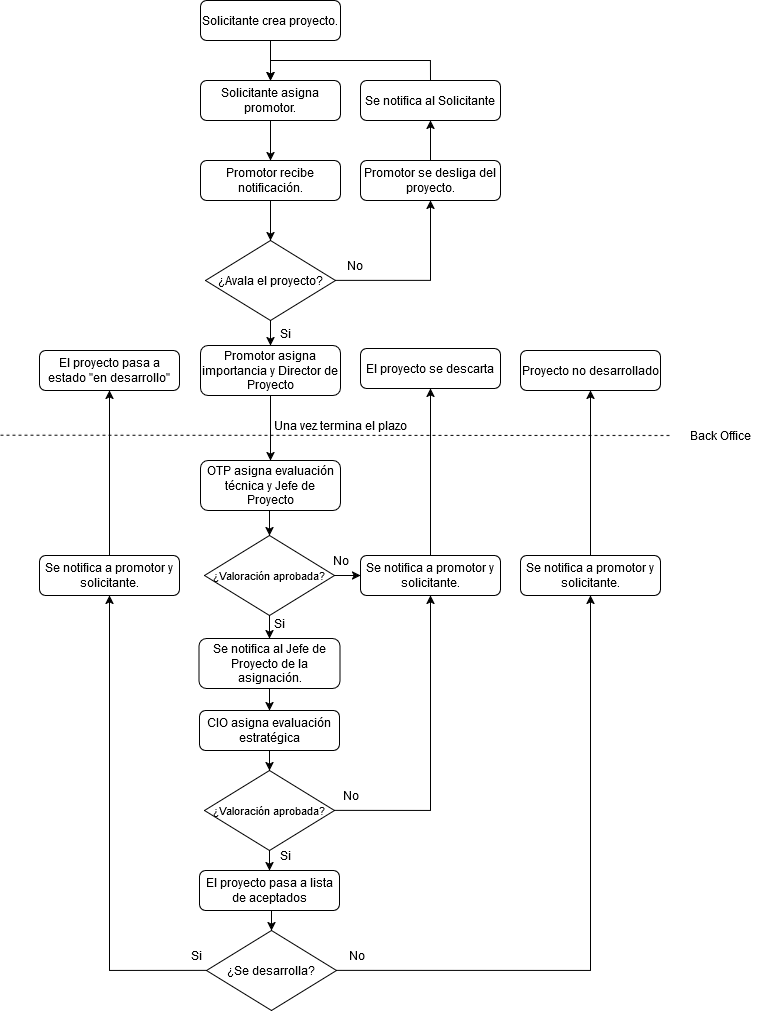 Solicitante crea proyecto.
Solicitante asigna
promotor.
Se notifica al Solicitante
Promotor recibe
notificación.
Promotor se desliga del
proyecto.
¿Avala el proyecto?
No
Si
El proyecto pasa a
estado "en desarrollo"
Promotor asigna
importancia y Director de
Proyecto
El proyecto se descarta
Proyecto no desarrollado
Una vez termina el plazo
Back Office
OTP asigna evaluación
técnica y Jefe de
Proyecto
¿Valoración aprobada?
No
Se notifica a promotor y
solicitante.
Se notifica a promotor y
solicitante.
Se notifica a promotor y
solicitante.
Si
Se notifica al Jefe de
Proyecto de la
asignación.
CIO asigna evaluación
estratégica
¿Valoración aprobada?
No
Si
El proyecto pasa a lista
de aceptados
Si
¿Se desarrolla?
No